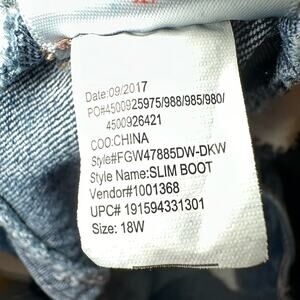 Date:09/2017
PO#4500925975/988/985/980/
4500926421
COO:CHINA
Style#FGW47885DW-DKW
Style Name:SLIM BOOT
Vendor#1001368
UPC# 191594331301
Size: 18W